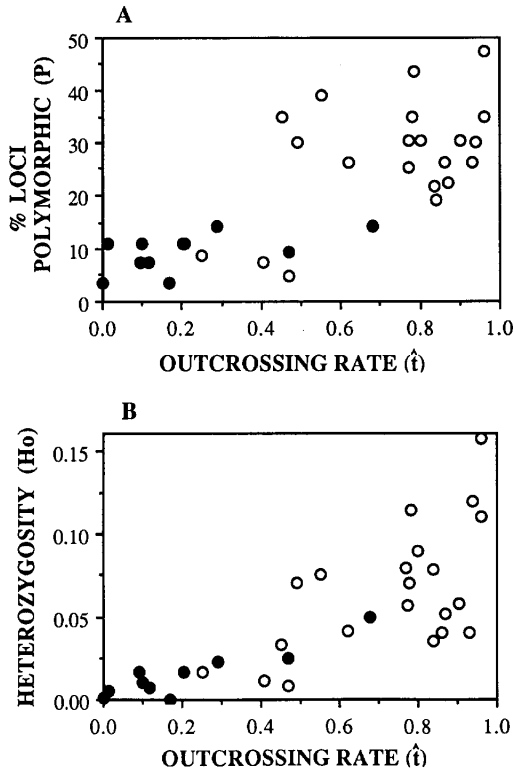 A
50
40
30
20
10
0
% LOCI
POLYMORPHIC (P)
0.0 0.2 0.4 0.6 0.8 1.0
OUTCROSSING RATE (t̂)
B
0.15
0.10
0.05
0.00
HETEROZYGOSITY (Ho)
0.0 0.2 0.4 0.6 0.8 1.0
OUTCROSSING RATE (t̂)